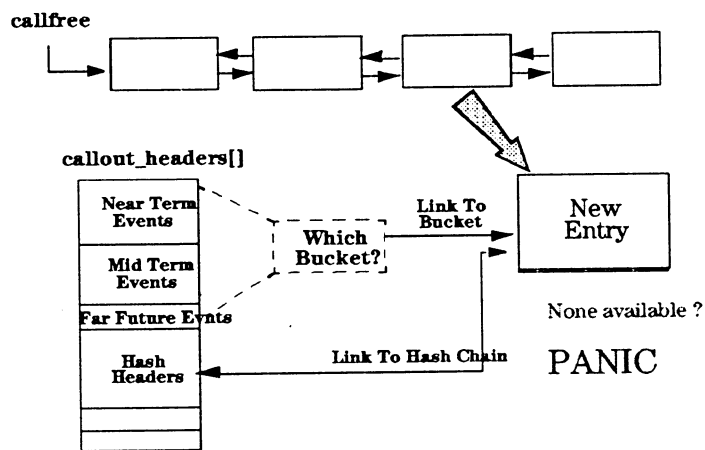 callfree
callout_headers[]
Near Term
Events
Mid Term
Events
Far Future Evnts
Hash
Headers
Which
Bucket?
Link To
Bucket
New
Entry
None available ?
PANIC
Link To Hash Chain